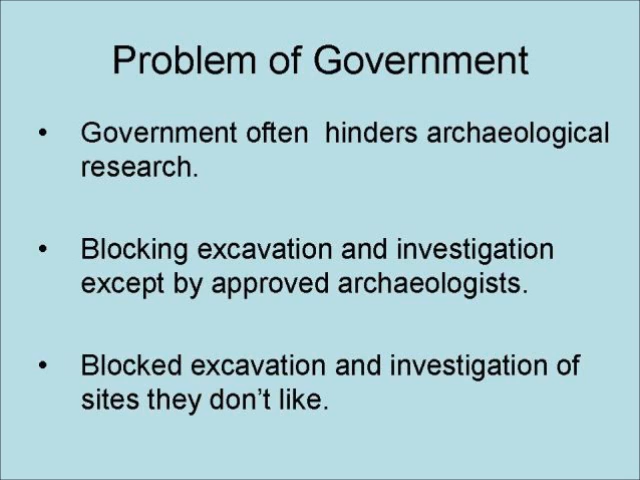 Problem of Government
• Government often  hinders archaeological
research.
• Blocking excavation and investigation
except by approved archaeologists.
• Blocked excavation and investigation of
sites they don't like.